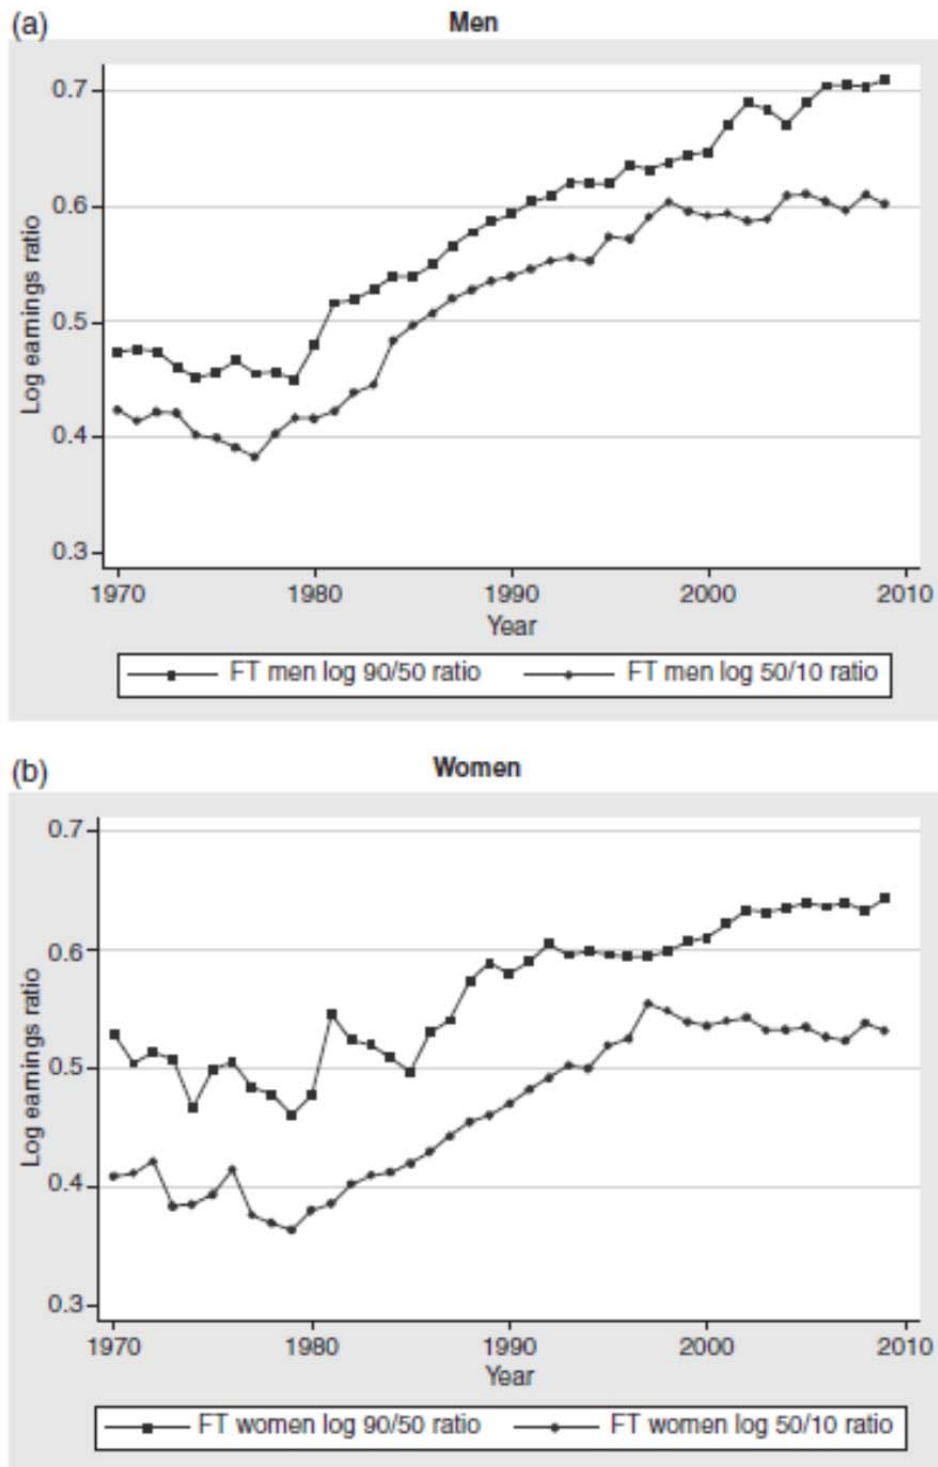 (a) Men
0.7
0.6
0.5
0.4
0.3
Log earnings ratio
1970 1980 1990 2000 2010
Year
FT men log 90/50 ratio FT men log 50/10 ratio
(b) Women
0.7
0.6
0.5
0.4
0.3
Log earnings ratio
1970 1980 1990 2000 2010
Year
FT women log 90/50 ratio FT women log 50/10 ratio